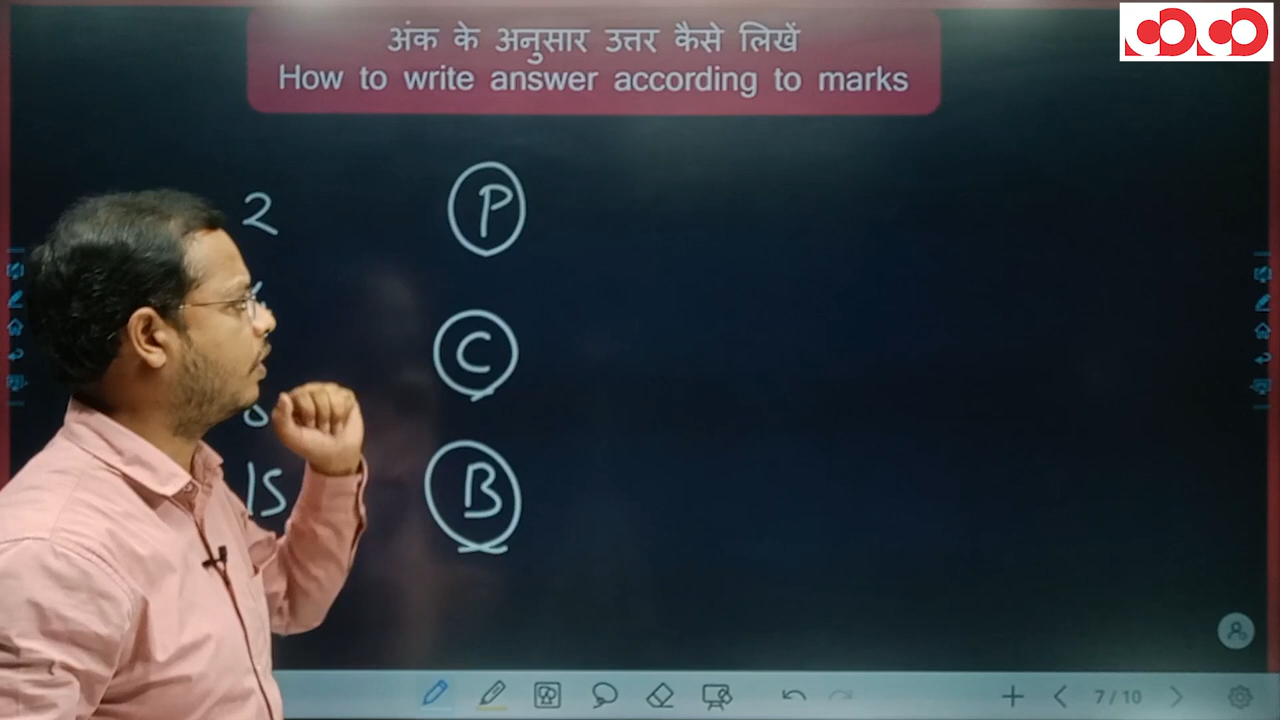 अंक के अनुसार उत्तर कैसे लिखें
How to write answer according to marks
2 P
C
15 B
7 / 10